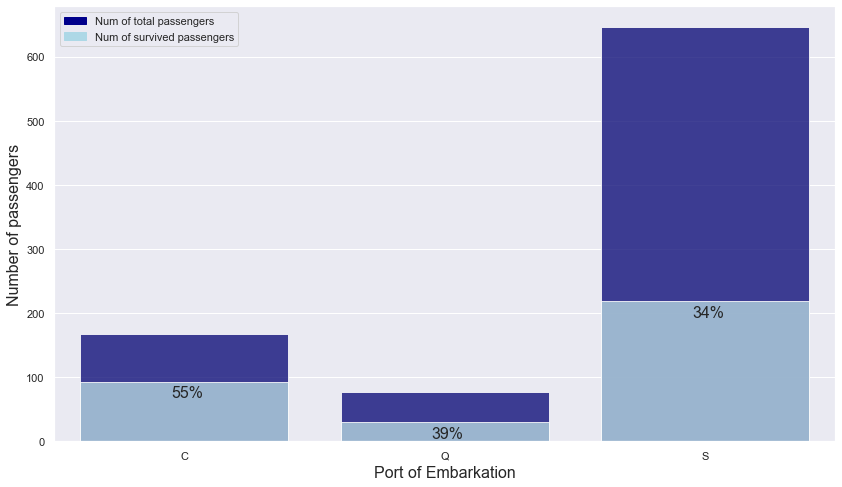 Num of total passengers
Num of survived passengers
Number of passengers
600
500
400
300
200
100
0
55%
39%
34%
C
Q
S
Port of Embarkation